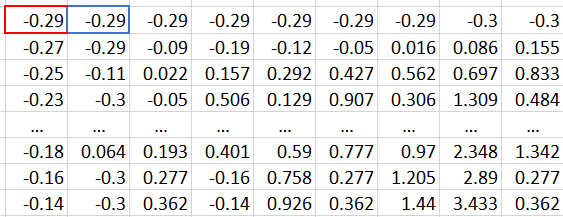 -0.29 -0.29 -0.29 -0.29 -0.29 -0.29 -0.29 -0.3 -0.3
-0.27 -0.29 -0.09 -0.19 -0.12 -0.05 0.016 0.086 0.155
-0.25 -0.11 0.022 0.157 0.292 0.427 0.562 0.697 0.833
-0.23 -0.3 -0.05 0.506 0.129 0.907 0.306 1.309 0.484
... ... ... ... ... ... ... ... ...
-0.18 0.064 0.193 0.401 0.59 0.777 0.97 2.348 1.342
-0.16 -0.3 0.277 -0.16 0.758 0.277 1.205 2.89 0.277
-0.14 -0.3 0.362 -0.14 0.926 0.362 1.44 3.433 0.362